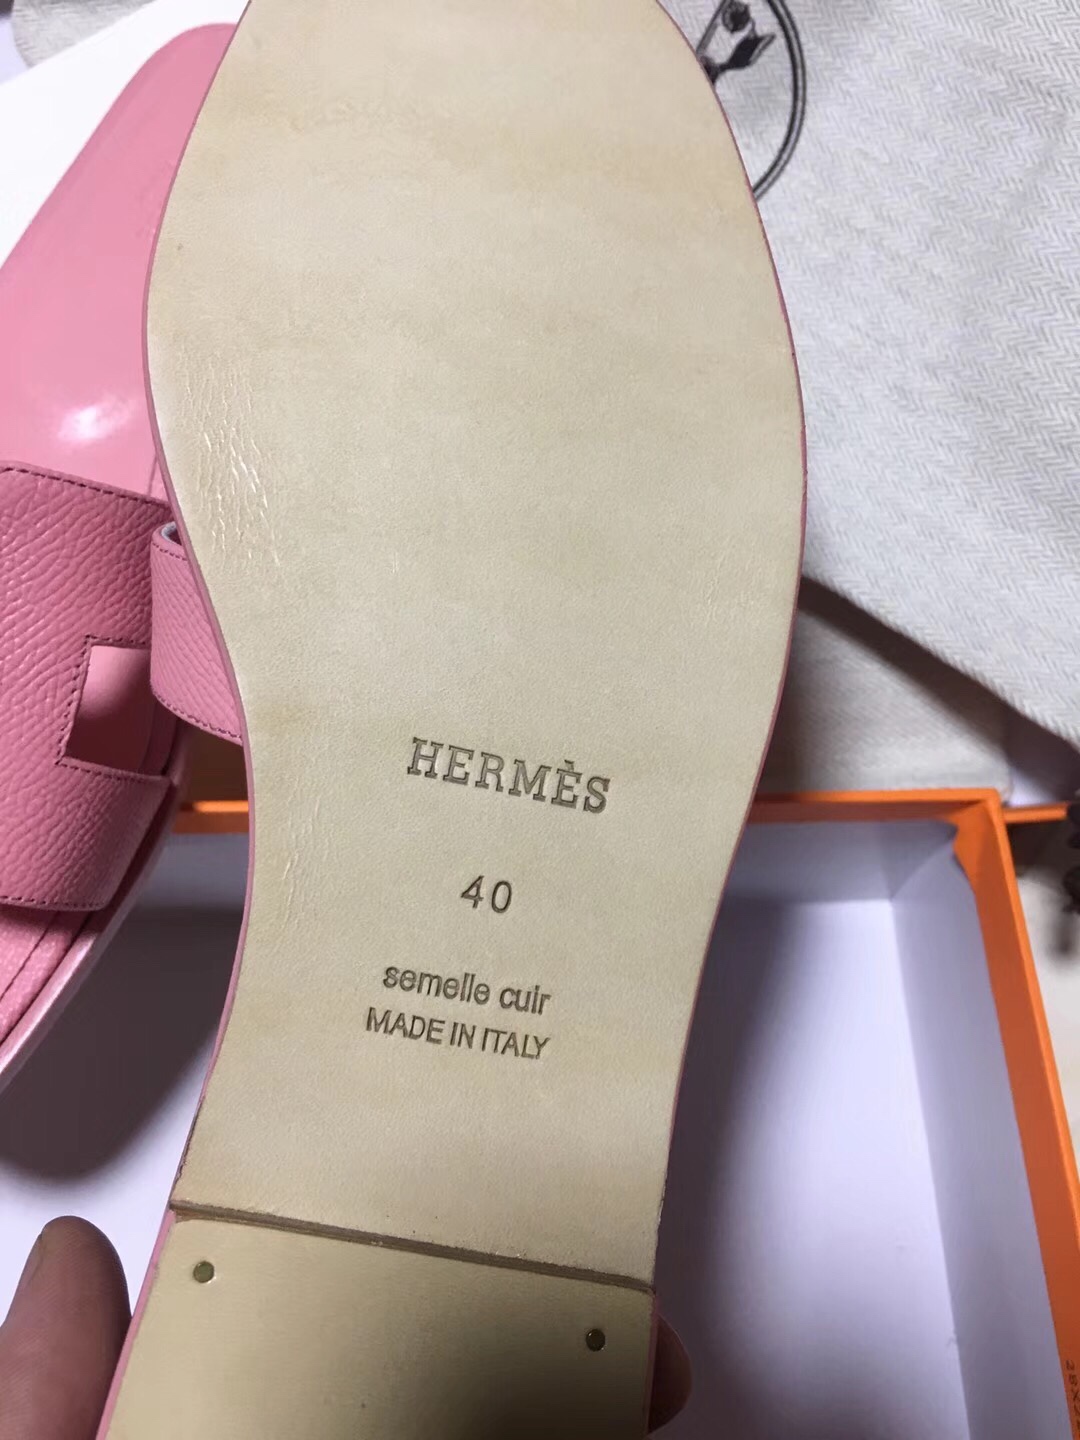 HERMÈS
40
semelle cuir
MADE IN ITALY